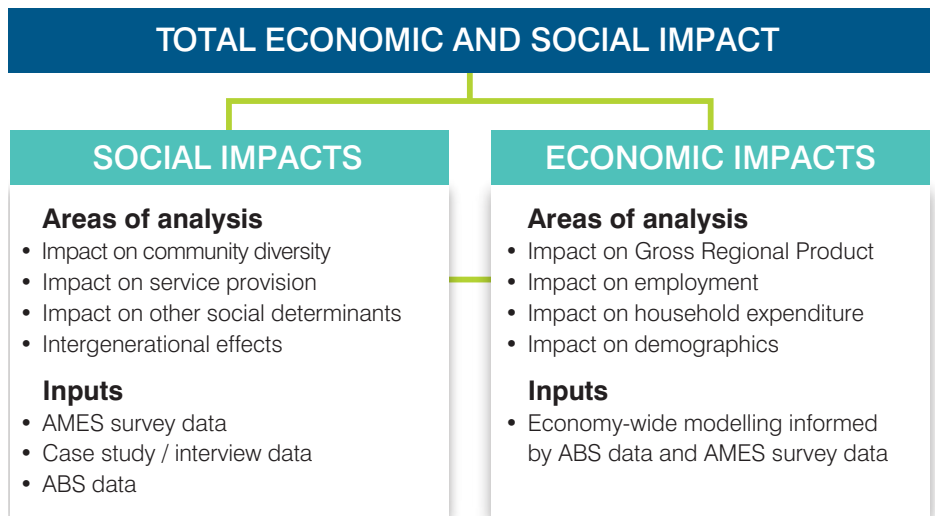 TOTAL ECONOMIC AND SOCIAL IMPACT
SOCIAL IMPACTS
Areas of analysis
• Impact on community diversity
• Impact on service provision
• Impact on other social determinants
• Intergenerational effects
Inputs
• AMES survey data
• Case study / interview data
• ABS data
ECONOMIC IMPACTS
Areas of analysis
• Impact on Gross Regional Product
• Impact on employment
• Impact on household expenditure
• Impact on demographics
Inputs
• Economy-wide modelling informed
by ABS data and AMES survey data